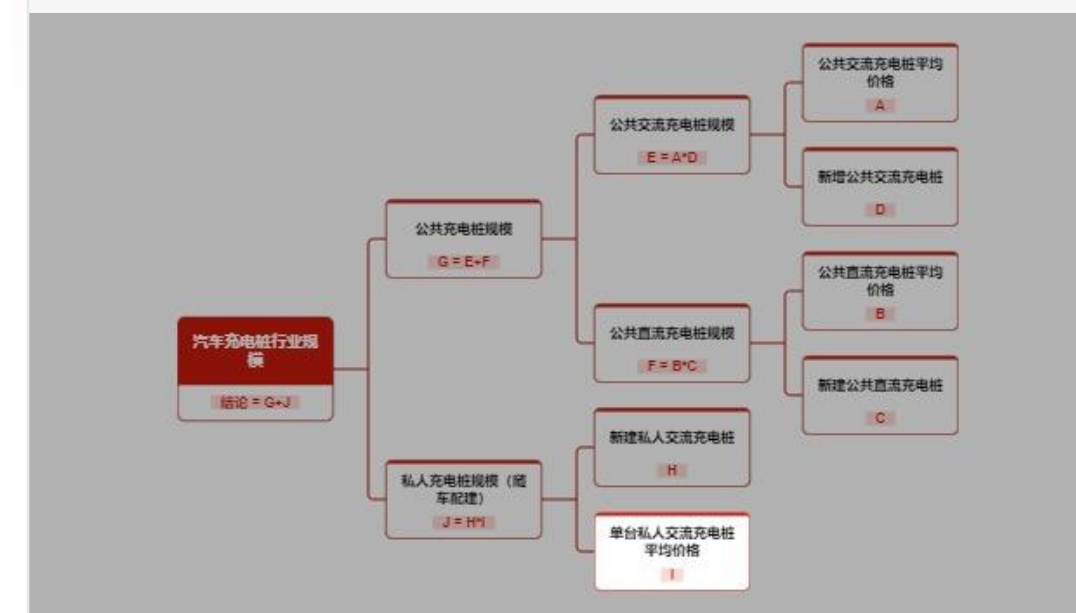 公共交流充电桩平均
价格
A
公共交流充电桩规模
E = A*D
新增公共交流充电桩
D
公共充电桩规模
G = E+F
公共直流充电桩平均
价格
B
公共直流充电桩规模
F = B*C
新建公共直流充电桩
C
汽车充电桩行业规
模
结论 = G+J
新建私人交流充电桩
H
私人充电桩规模（随
车配建）
J = H*I
单台私人交流充电桩
平均价格
I